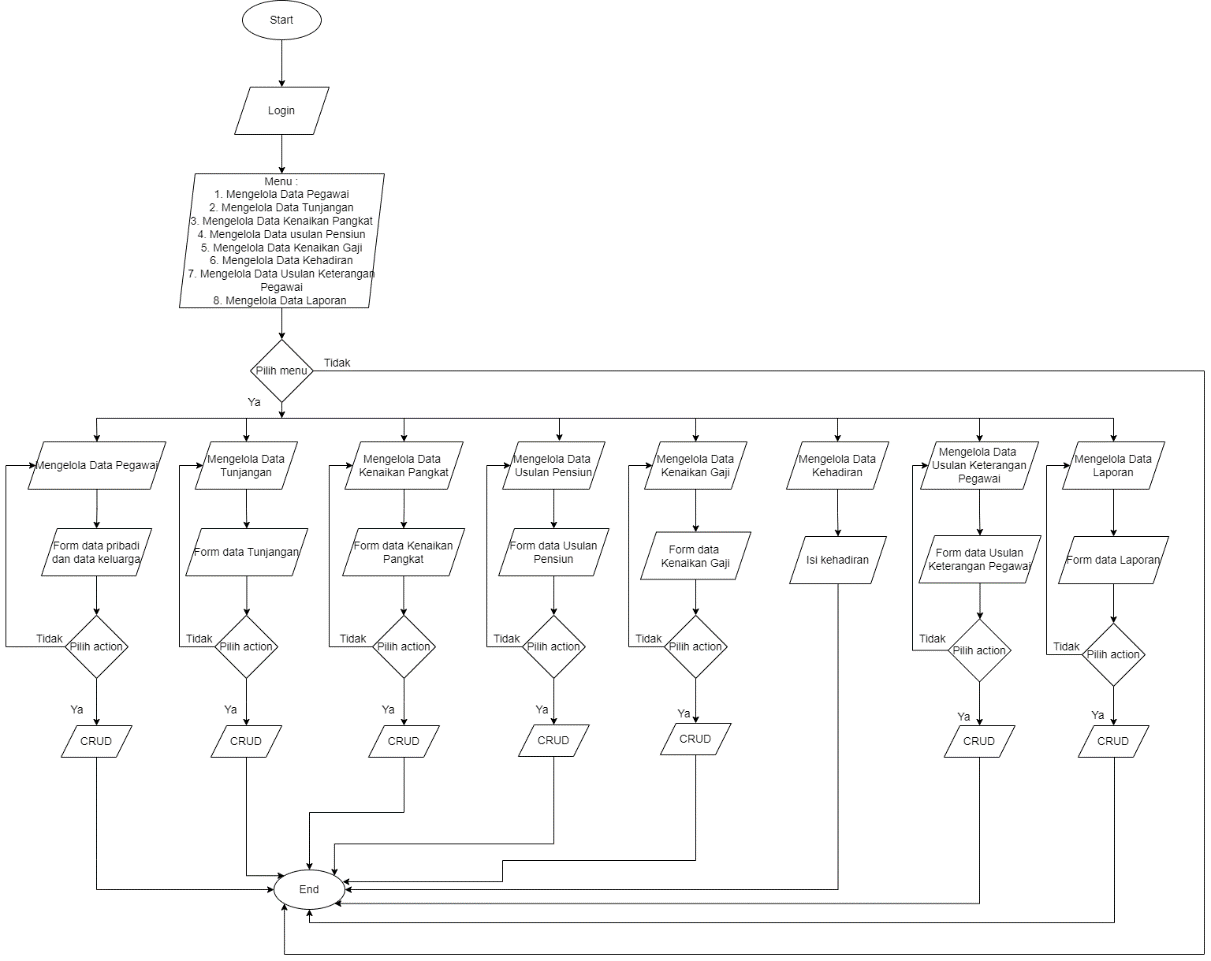 Start
Login
Menu :
1. Mengelola Data Pegawai
2. Mengelola Data Tunjangan
3. Mengelola Data Kenaikan Pangkat
4. Mengelola Data usulan Pensiun
5. Mengelola Data Kenaikan Gaji
6. Mengelola Data Kehadiran
7. Mengelola Data Usulan Keterangan
Pegawai
8. Mengelola Data Laporan
Pilih menu
Tidak
Ya
Mengelola Data Pegawai
Mengelola Data
Tunjangan
Mengelola Data
Kenaikan Pangkat
Mengelola Data
Usulan Pensiun
Mengelola Data
Kenaikan Gaji
Mengelola Data
Kehadiran
Mengelola Data
Usulan Keterangan
Pegawai
Mengelola Data
Laporan
Form data pribadi
dan data keluarga
Form data Tunjangan
Form data Kenaikan
Pangkat
Form data Usulan
Pensiun
Form data
Kenaikan Gaji
Isi kehadiran
Form data Usulan
Keterangan Pegawai
Form data Laporan
Tidak
Pilih action
Tidak
Pilih action
Tidak
Pilih action
Tidak
Pilih action
Tidak
Pilih action
Tidak
Pilih action
Tidak
Pilih action
Ya
Ya
Ya
Ya
Ya
Ya
Ya
CRUD
CRUD
CRUD
CRUD
CRUD
CRUD
CRUD
End